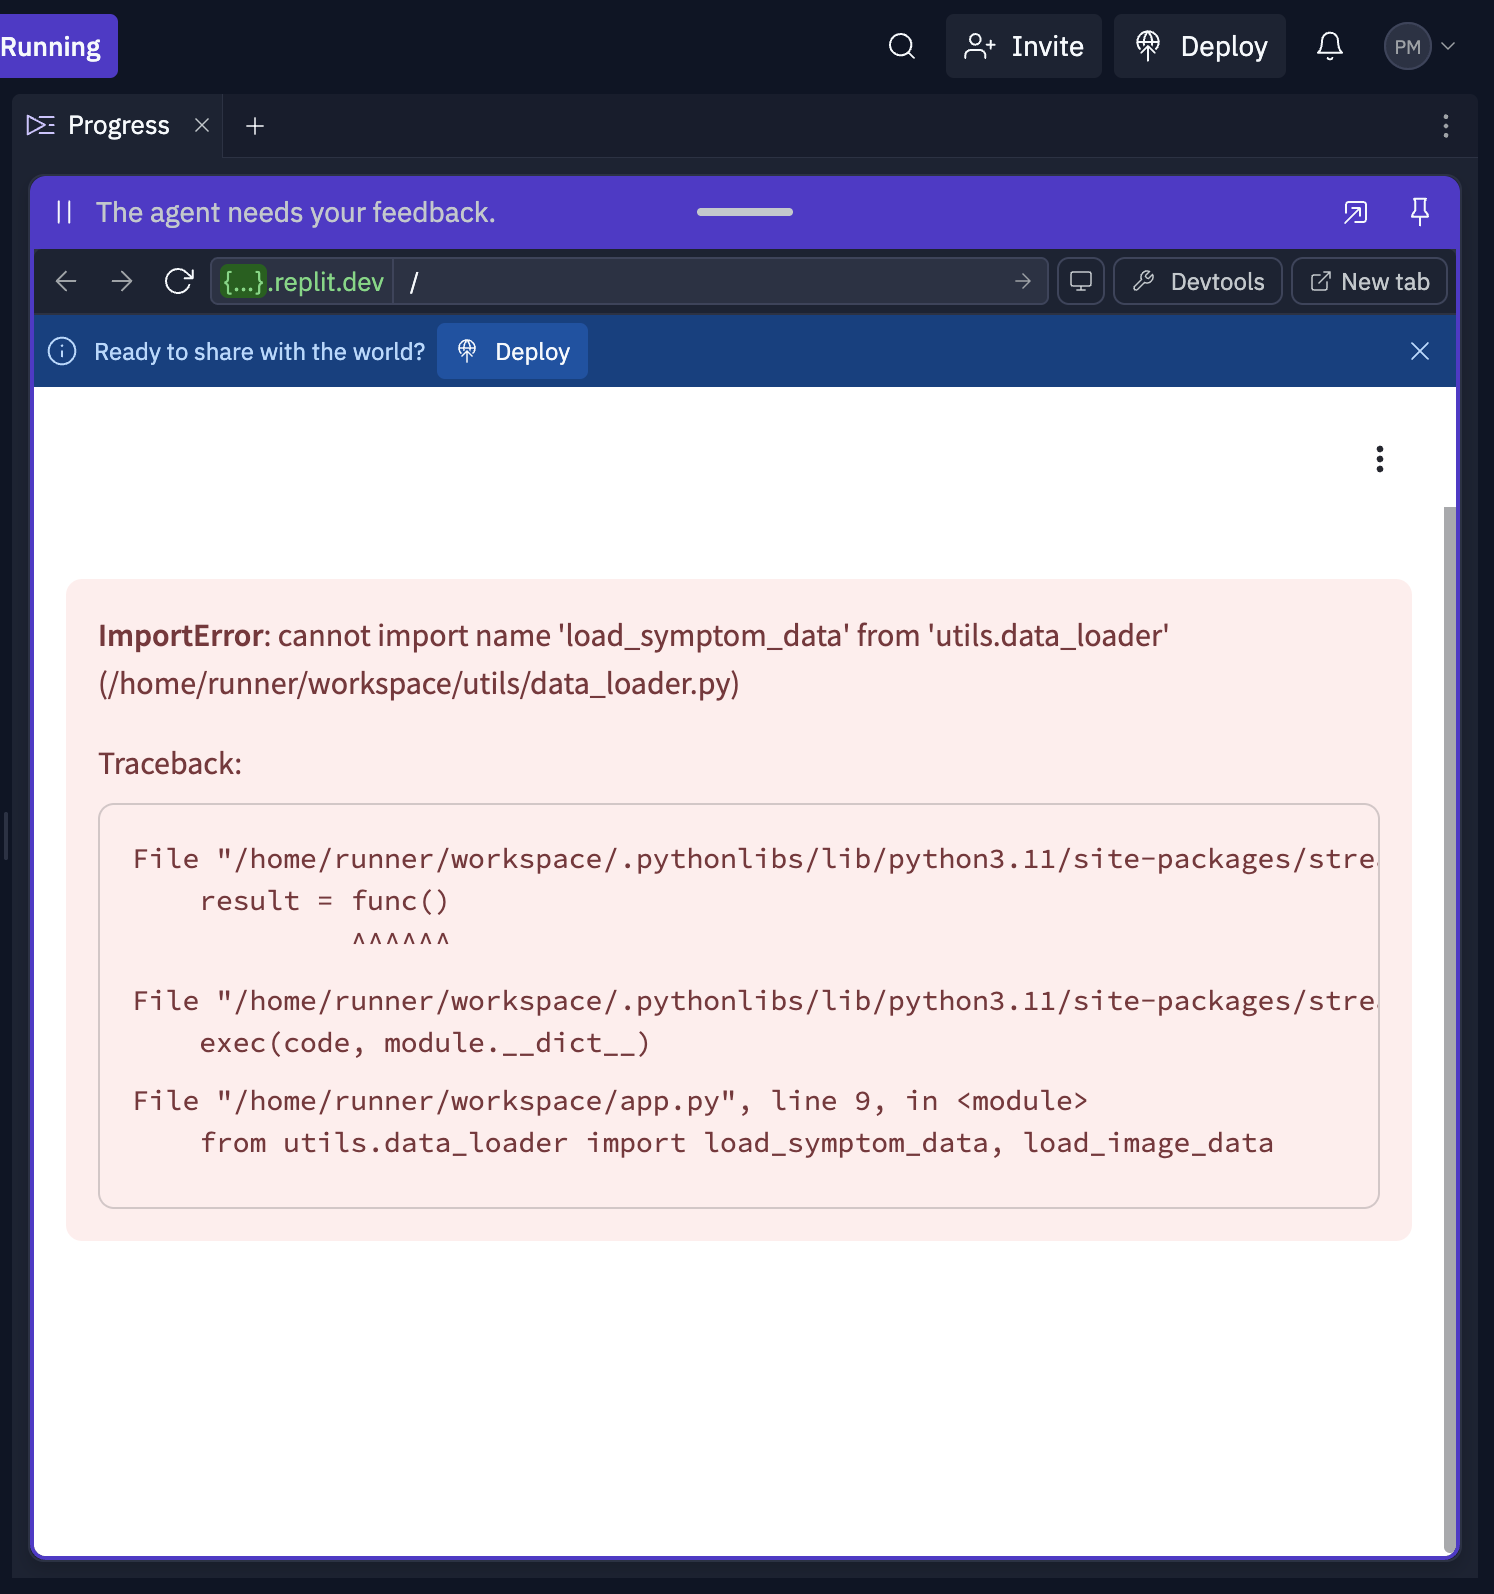 Running
Invite
Deploy
PM
Progress
The agent needs your feedback.
{...}.replit.dev /
Devtools
New tab
Ready to share with the world?
Deploy
ImportError: cannot import name 'load_symptom_data' from 'utils.data_loader'
(/home/runner/workspace/utils/data_loader.py)
Traceback:
File "/home/runner/workspace/.pythonlibs/lib/python3.11/site-packages/strea
result = func()
^^^^^^
File "/home/runner/workspace/.pythonlibs/lib/python3.11/site-packages/strea
exec(code, module.__dict__)
File "/home/runner/workspace/app.py", line 9, in <module>
from utils.data_loader import load_symptom_data, load_image_data